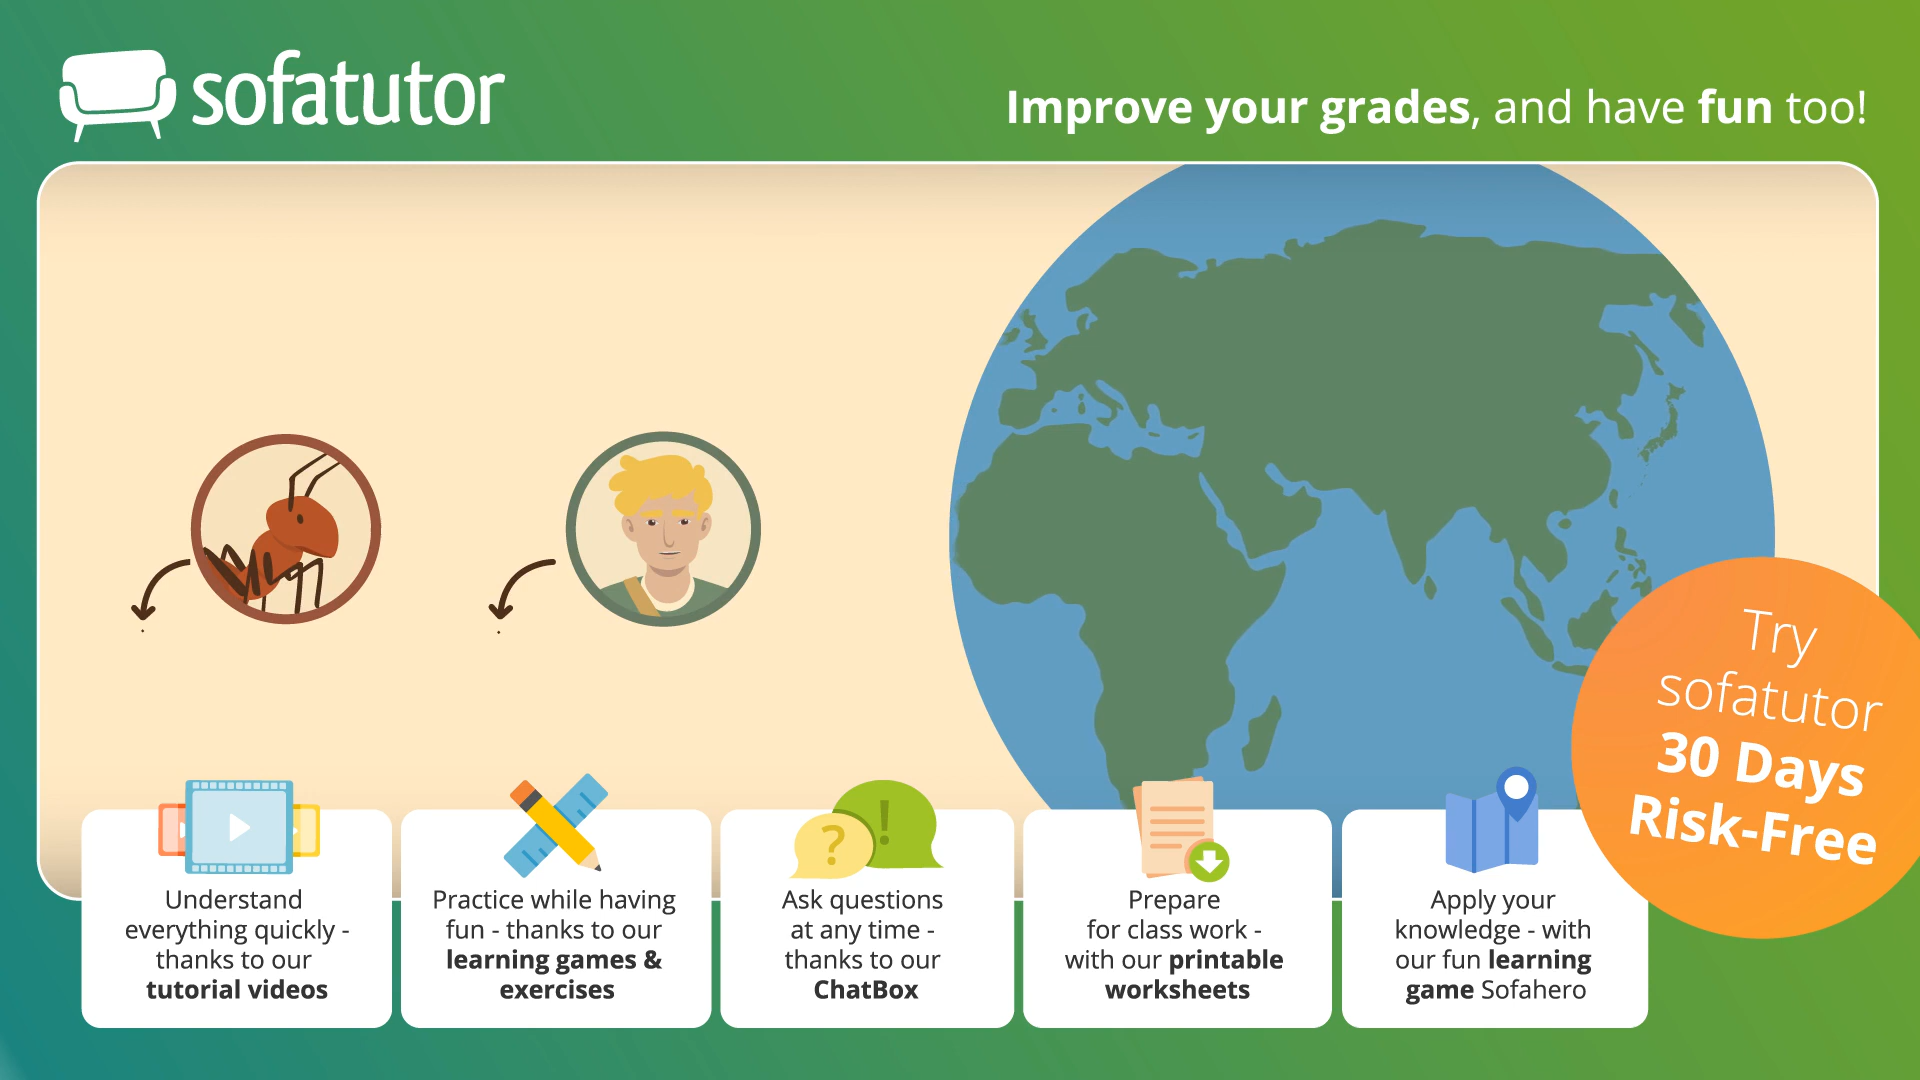 sofatutor
Improve your grades, and have fun too!
Try
sofatutor
30 Days
Risk-Free
?
!
Understand
everything quickly -
thanks to our
tutorial videos
Practice while having
fun - thanks to our
learning games &
exercises
Ask questions
at any time -
thanks to our
ChatBox
Prepare
for class work -
with our printable
worksheets
Apply your
knowledge - with
our fun learning
game Sofahero